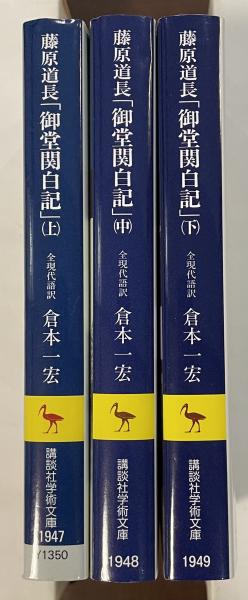 藤原道長「御堂関白記」(上)
全現代語訳
倉本一宏
講談社学術文庫
1947
Y1350
藤原道長「御堂関白記」(中)
全現代語訳
倉本一宏
講談社学術文庫
1948
藤原道長「御堂関白記」(下)
全現代語訳
倉本一宏
講談社学術文庫
1949